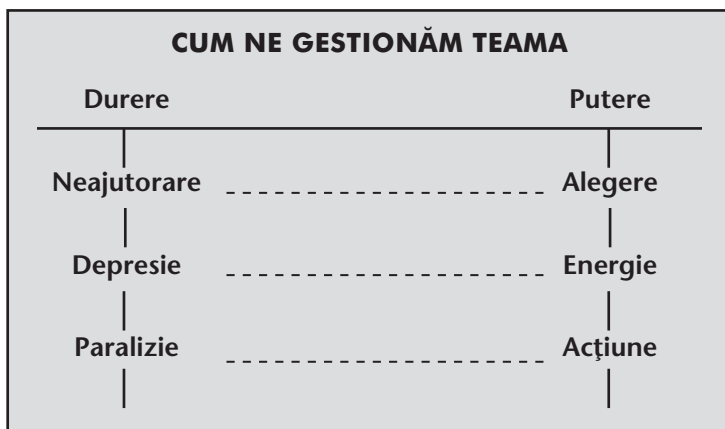 CUM NE GESTIONĂM TEAMA
Durere Putere
Neajutorare Alegere
Depresie Energie
Paralizie Acţiune